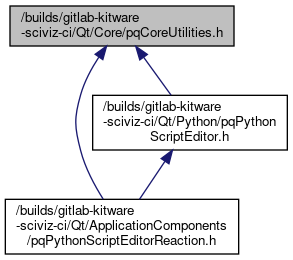 /builds/gitlab-kitware
-sciviz-ci/Qt/Core/pqCoreUtilities.h
/builds/gitlab-kitware
-sciviz-ci/Qt/Python/pqPython
ScriptEditor.h
/builds/gitlab-kitware
-sciviz-ci/Qt/ApplicationComponents
/pqPythonScriptEditorReaction.h